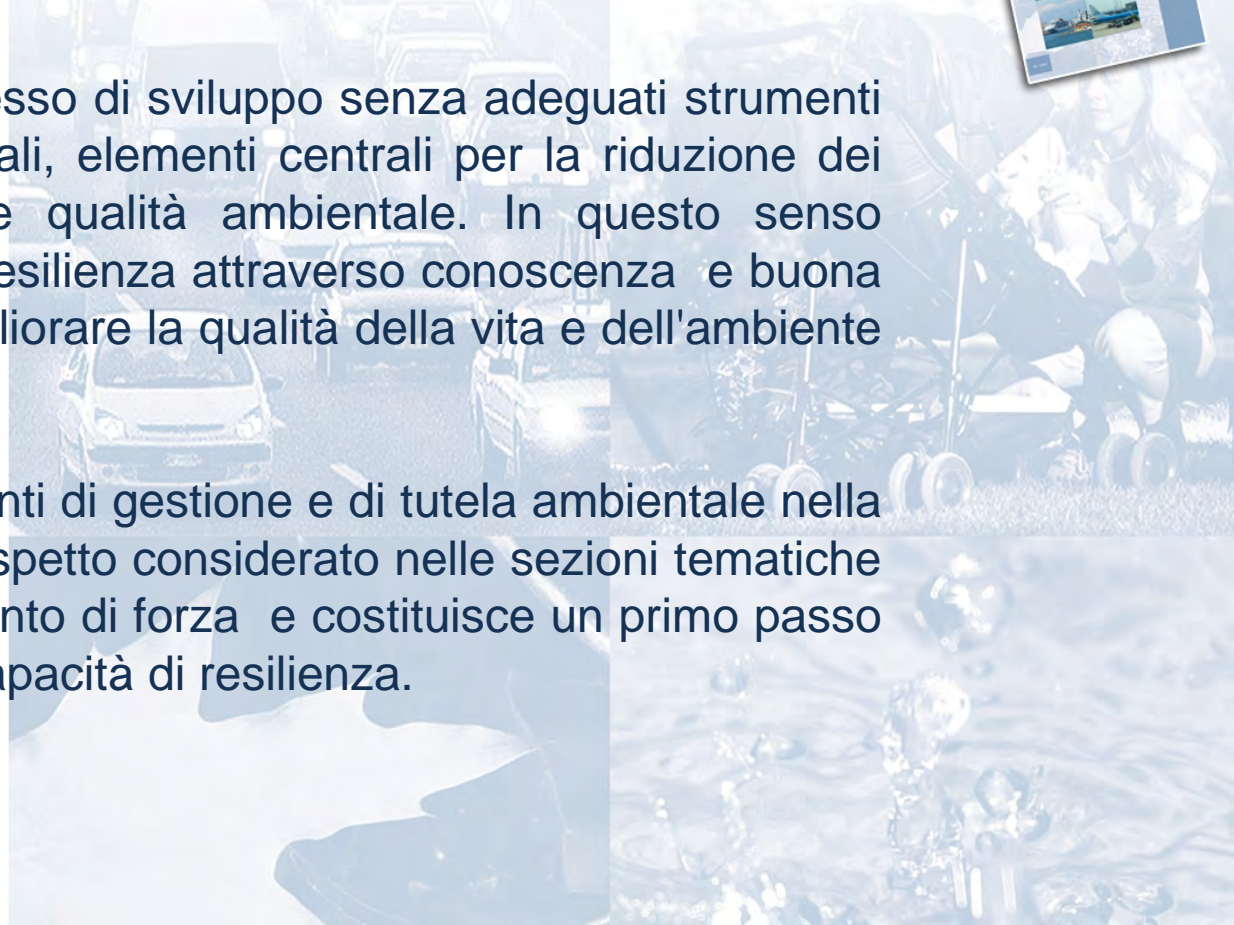 esso di sviluppo senza adeguati strumenti
ali, elementi centrali per la riduzione dei
e qualità ambientale. In questo senso
esilienza attraverso conoscenza e buona
liorare la qualità della vita e dell'ambiente
nti di gestione e di tutela ambientale nella
spetto considerato nelle sezioni tematiche
nto di forza e costituisce un primo passo
apacità di resilienza.